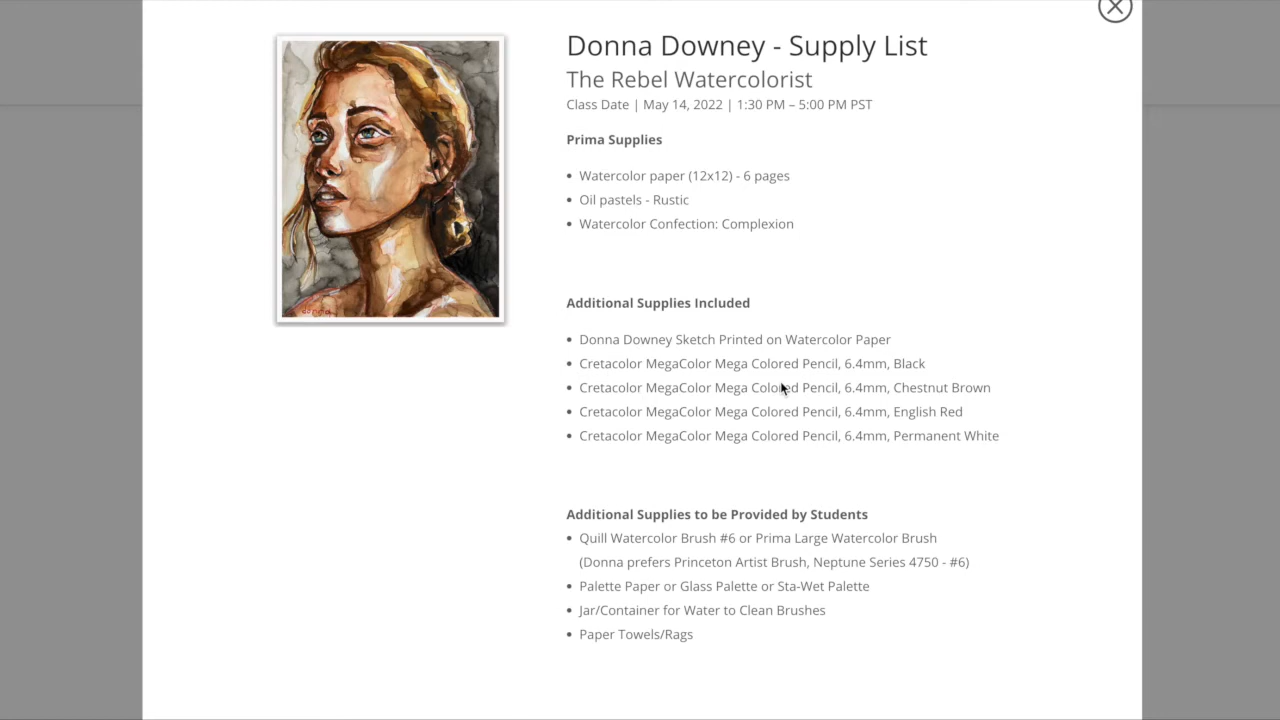 Donna Downey - Supply List
The Rebel Watercolorist
Class Date | May 14, 2022 | 1:30 PM – 5:00 PM PST
Prima Supplies
• Watercolor paper (12x12) - 6 pages
• Oil pastels - Rustic
• Watercolor Confection: Complexion
Additional Supplies Included
• Donna Downey Sketch Printed on Watercolor Paper
• Cretacolor MegaColor Mega Colored Pencil, 6.4mm, Black
• Cretacolor MegaColor Mega Colored Pencil, 6.4mm, Chestnut Brown
• Cretacolor MegaColor Mega Colored Pencil, 6.4mm, English Red
• Cretacolor MegaColor Mega Colored Pencil, 6.4mm, Permanent White
Additional Supplies to be Provided by Students
• Quill Watercolor Brush #6 or Prima Large Watercolor Brush
(Donna prefers Princeton Artist Brush, Neptune Series 4750 - #6)
• Palette Paper or Glass Palette or Sta-Wet Palette
• Jar/Container for Water to Clean Brushes
• Paper Towels/Rags